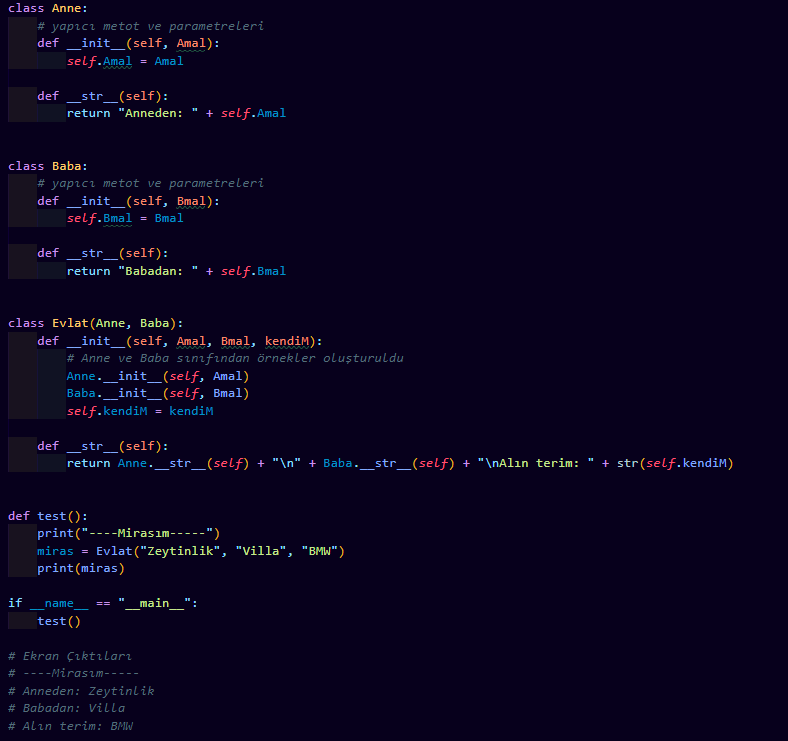 class Anne:
    # yapıcı metot ve parametreleri
    def __init__(self, Amal):
        self.Amal = Amal

    def __str__(self):
        return "Anneden: " + self.Amal


class Baba:
    # yapıcı metot ve parametreleri
    def __init__(self, Bmal):
        self.Bmal = Bmal

    def __str__(self):
        return "Babadan: " + self.Bmal


class Evlat(Anne, Baba):
    def __init__(self, Amal, Bmal, kendiM):
        # Anne ve Baba sınıfından örnekler oluşturuldu
        Anne.__init__(self, Amal)
        Baba.__init__(self, Bmal)
        self.kendiM = kendiM

    def __str__(self):
        return Anne.__str__(self) + "\n" + Baba.__str__(self) + "\nAlın terim: " + str(self.kendiM)


def test():
    print("----Mirasım-----")
    miras = Evlat("Zeytinlik", "Villa", "BMW")
    print(miras)

if __name__ == "__main__":
    test()

# Ekran Çıktıları
# ----Mirasım-----
# Anneden: Zeytinlik
# Babadan: Villa
# Alın terim: BMW